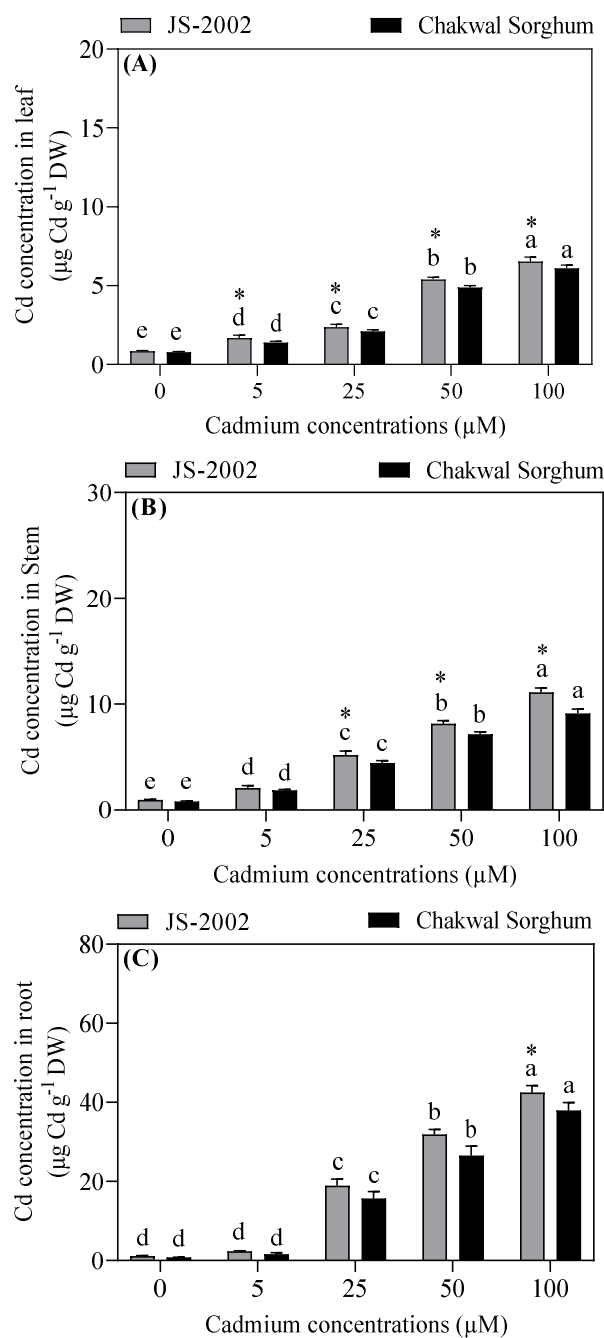 JS-2002 Chakwal Sorghum
(A)
Cd concentration in leaf
(µg Cd g-1 DW)
20
15
10
5
0
* *
* * a a
* * b b
d d c c
e e
0 5 25 50 100
Cadmium concentrations (µM)
JS-2002 Chakwal Sorghum
(B)
Cd concentration in Stem
(µg Cd g-1 DW)
30
20
10
0
*
* a a
* b b
c c
e e d d
0 5 25 50 100
Cadmium concentrations (µM)
JS-2002 Chakwal Sorghum
(C)
Cd concentration in root
(µg Cd g-1 DW)
80
60
40
20
0
*
a a
b b
c c
d d d d
0 5 25 50 100
Cadmium concentrations (µM)